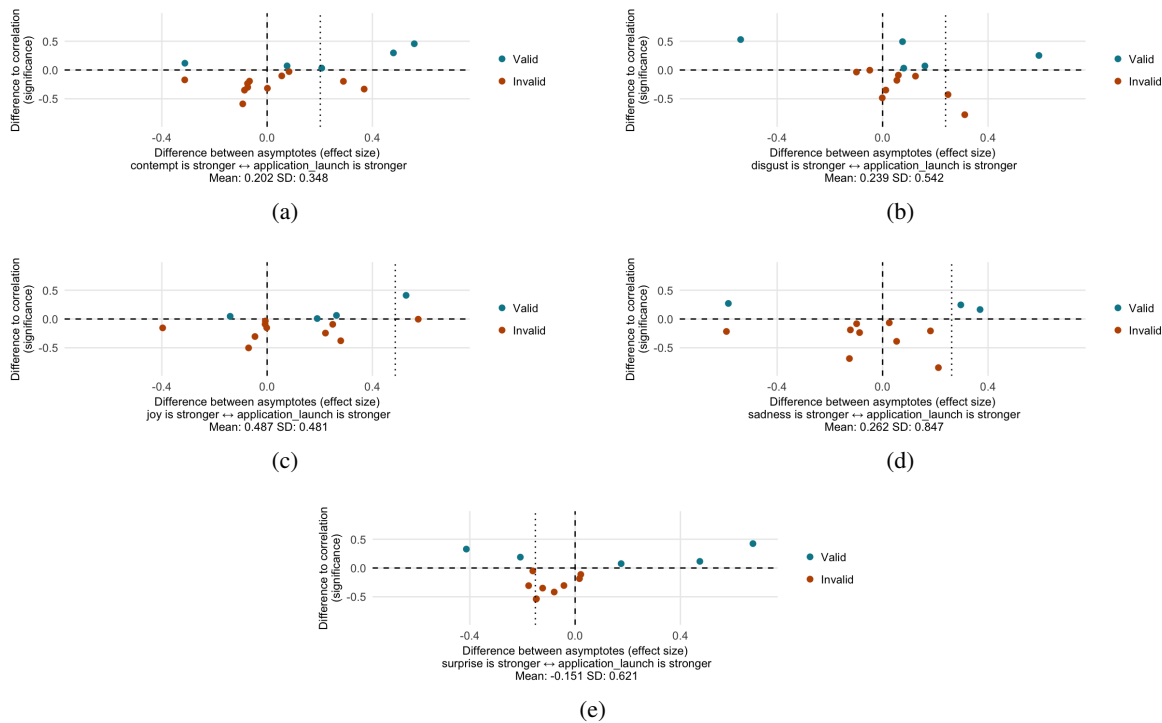 Difference to correlation
(significance)
0.5
0.0
-0.5
-0.4
0.0
0.4
Difference between asymptotes (effect size)
contempt is stronger ↔ application_launch is stronger
Mean: 0.202 SD: 0.348
Valid
Invalid
(a)
Difference to correlation
(significance)
0.5
0.0
-0.5
-0.4
0.0
0.4
Difference between asymptotes (effect size)
disgust is stronger ↔ application_launch is stronger
Mean: 0.239 SD: 0.542
Valid
Invalid
(b)
Difference to correlation
(significance)
0.5
0.0
-0.5
-0.4
0.0
0.4
Difference between asymptotes (effect size)
joy is stronger ↔ application_launch is stronger
Mean: 0.487 SD: 0.481
Valid
Invalid
(c)
Difference to correlation
(significance)
0.5
0.0
-0.5
-0.4
0.0
0.4
Difference between asymptotes (effect size)
sadness is stronger ↔ application_launch is stronger
Mean: 0.262 SD: 0.847
Valid
Invalid
(d)
Difference to correlation
(significance)
0.5
0.0
-0.5
-0.4
0.0
0.4
Difference between asymptotes (effect size)
surprise is stronger ↔ application_launch is stronger
Mean: -0.151 SD: 0.621
Valid
Invalid
(e)